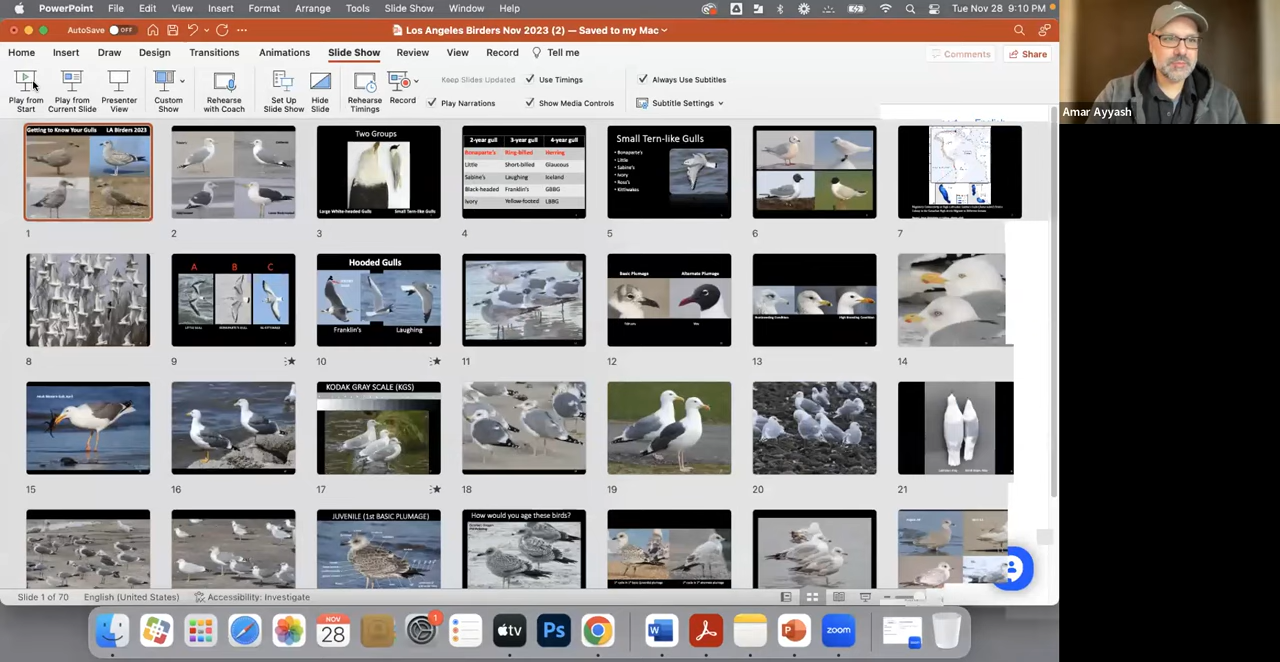 PowerPoint File Edit View Insert Format Arrange Tools Slide Show Window Help Tue Nov 28 9:10 PM
AutoSave OFF Los Angeles Birders Nov 2023 (2) — Saved to my Mac
Home Insert Draw Design Transitions Animations Slide Show Review View Record Tell me Comments Share
Play from Start
Play from Current Slide
Presenter View
Custom Show
Rehearse with Coach
Set Up Slide Show
Hide Slide
Rehearse Timings
Record
Keep Slides Updated
Use Timings
Play Narrations
Show Media Controls
Always Use Subtitles
Subtitle Settings
Amar Ayyash
Getting to Know Your Gulls LA Birders 2023
Two Groups
Large White-headed Gulls Small Tern-like Gulls
2-year gull 3-year gull 4-year gull
Bonaparte's Ring-billed Herring
Little Short-billed Glaucous
Sabine's Laughing Iceland
Black-headed Franklin's GBBG
Ivory Yellow-footed LBBG
Small Tern-like Gulls
Bonaparte's
Little
Sabine's
Ivory
Ross's
Kittiwakes
1 2 3 4 5 6 7
A B C
LITTLE GULL BONAPARTE'S GULL
Hooded Gulls
Franklin's Laughing
Basic Plumage Alternate Plumage
8 9 10 11 12 13 14
KODAK GRAY SCALE (KGS)
15 16 17 18 19 20 21
JUVENILE (1st BASIC PLUMAGE)
How would you age these birds?
Slide 1 of 70 English (United States) Accessibility: Investigate
NOV
28
1
tv
Ps
W
P
zoom